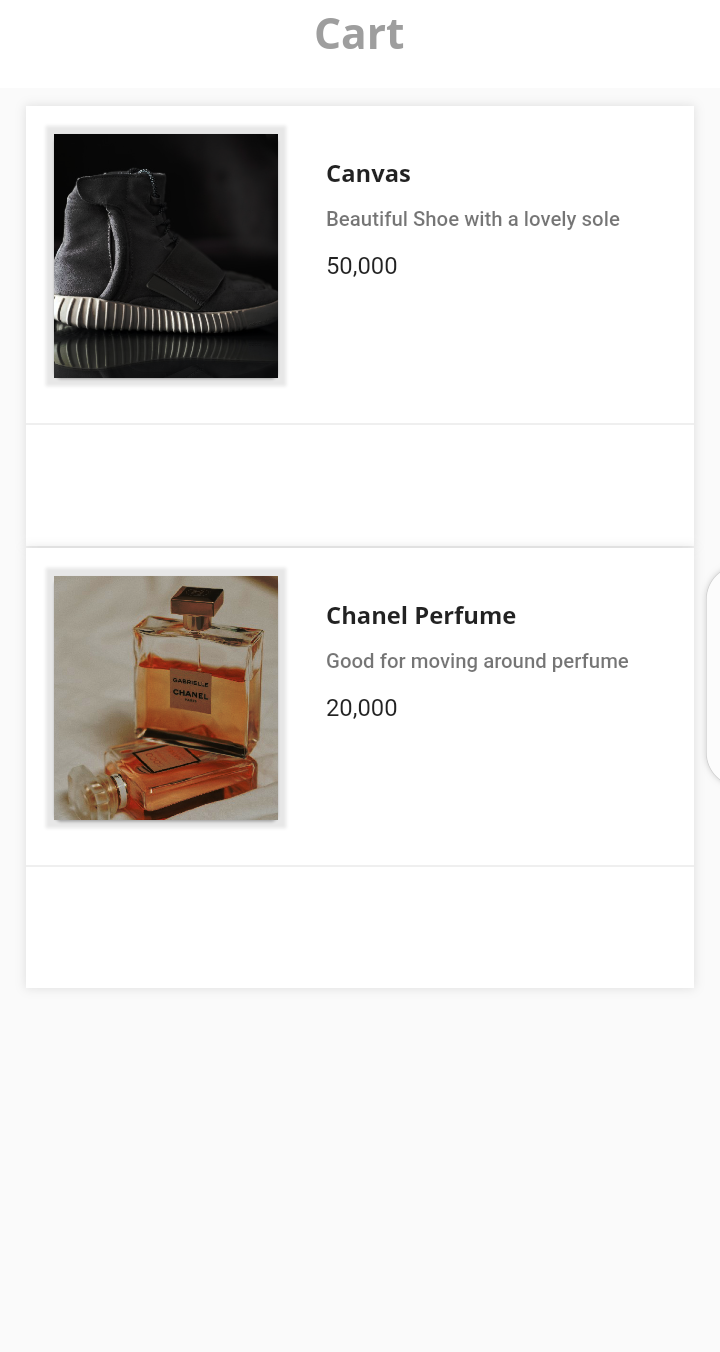 Cart
Canvas
Beautiful Shoe with a lovely sole
50,000
Chanel Perfume
Good for moving around perfume
20,000
GABRIELLE
CHANEL
PARIS